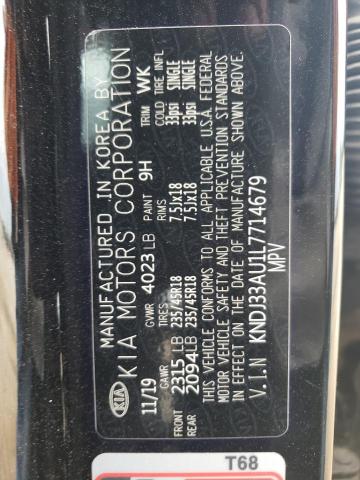 KIA
MANUFACTURED IN KOREA BY
KIA MOTORS CORPORATION
GVWR PAINT TRIM
11/19 4023 LB 9H WK
GAWR TIRES RIMS COLD TIRE INFL
FRONT 2315 LB 235/45R18 7.5Jx18 33psi SINGLE
REAR 2094 LB 235/45R18 7.5Jx18 33psi SINGLE
THIS VEHICLE CONFORMS TO ALL APPLICABLE U.S.A. FEDERAL
MOTOR VEHICLE SAFETY AND THEFT PREVENTION STANDARDS
IN EFFECT ON THE DATE OF MANUFACTURE SHOWN ABOVE.
V.I.N KNDJ33AU1L7714679
MPV
T68